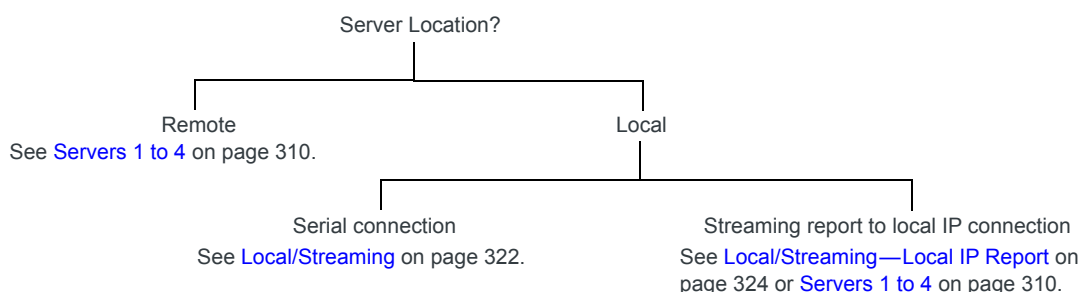 Server Location?
Remote
See Servers 1 to 4 on page 310.
Local
Serial connection
See Local/Streaming on page 322.
Streaming report to local IP connection
See Local/Streaming—Local IP Report on
page 324 or Servers 1 to 4 on page 310.